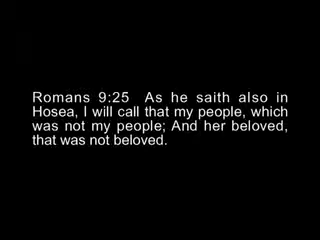 Romans 9:25 As he saith also in
Hosea, I will call that my people, which
was not my people; And her beloved,
that was not beloved.